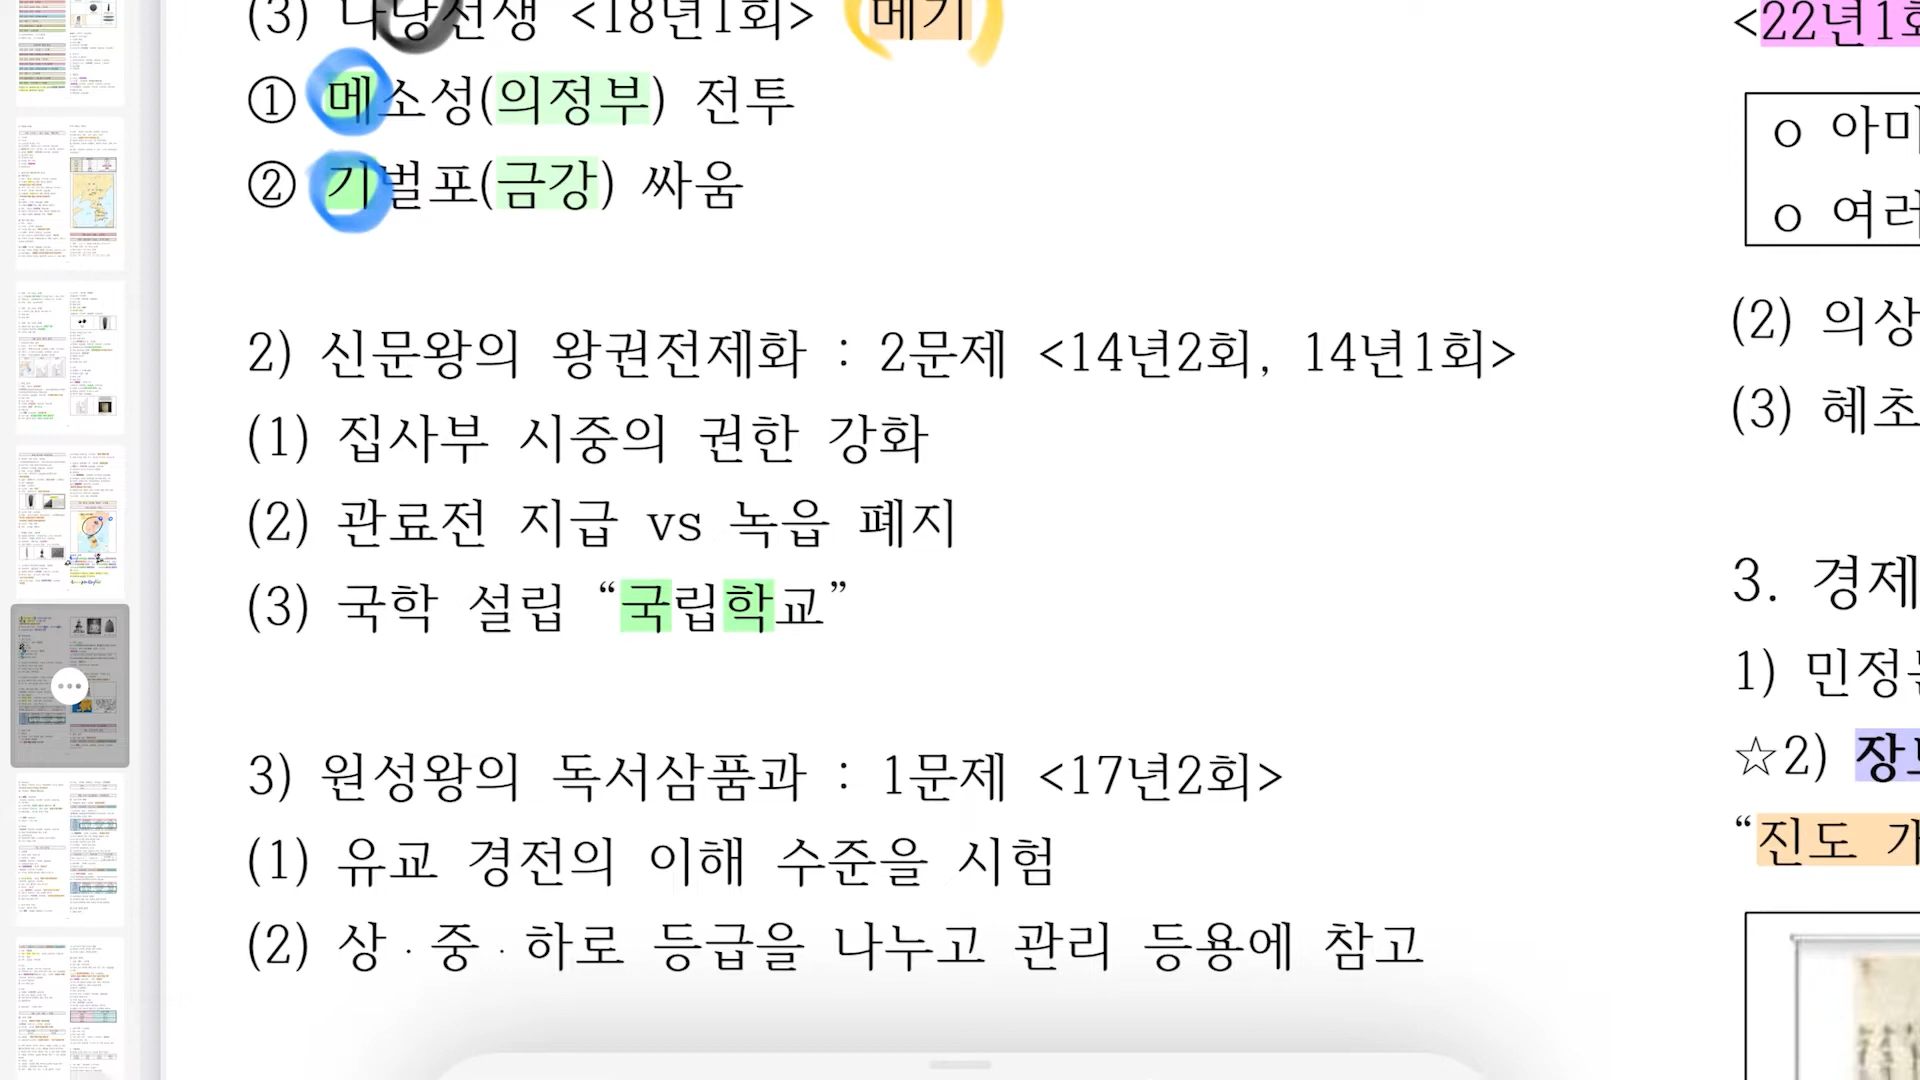 (3) 나당전쟁 <18년1회> 메기
① 메소성(의정부) 전투
② 기벌포(금강) 싸움
2) 신문왕의 왕권전제화 : 2문제 <14년2회, 14년1회>
(1) 집사부 시중의 권한 강화
(2) 관료전 지급 vs 녹읍 폐지
(3) 국학 설립 “국립학교”
3) 원성왕의 독서삼품과 : 1문제 <17년2회>
(1) 유교 경전의 이해 수준을 시험
(2) 상·중·하로 등급을 나누고 관리 등용에 참고
<22년1회
o 아미
o 여러
(2) 의상
(3) 혜초
3. 경제
1) 민정문
☆2) 장보
“진도 가